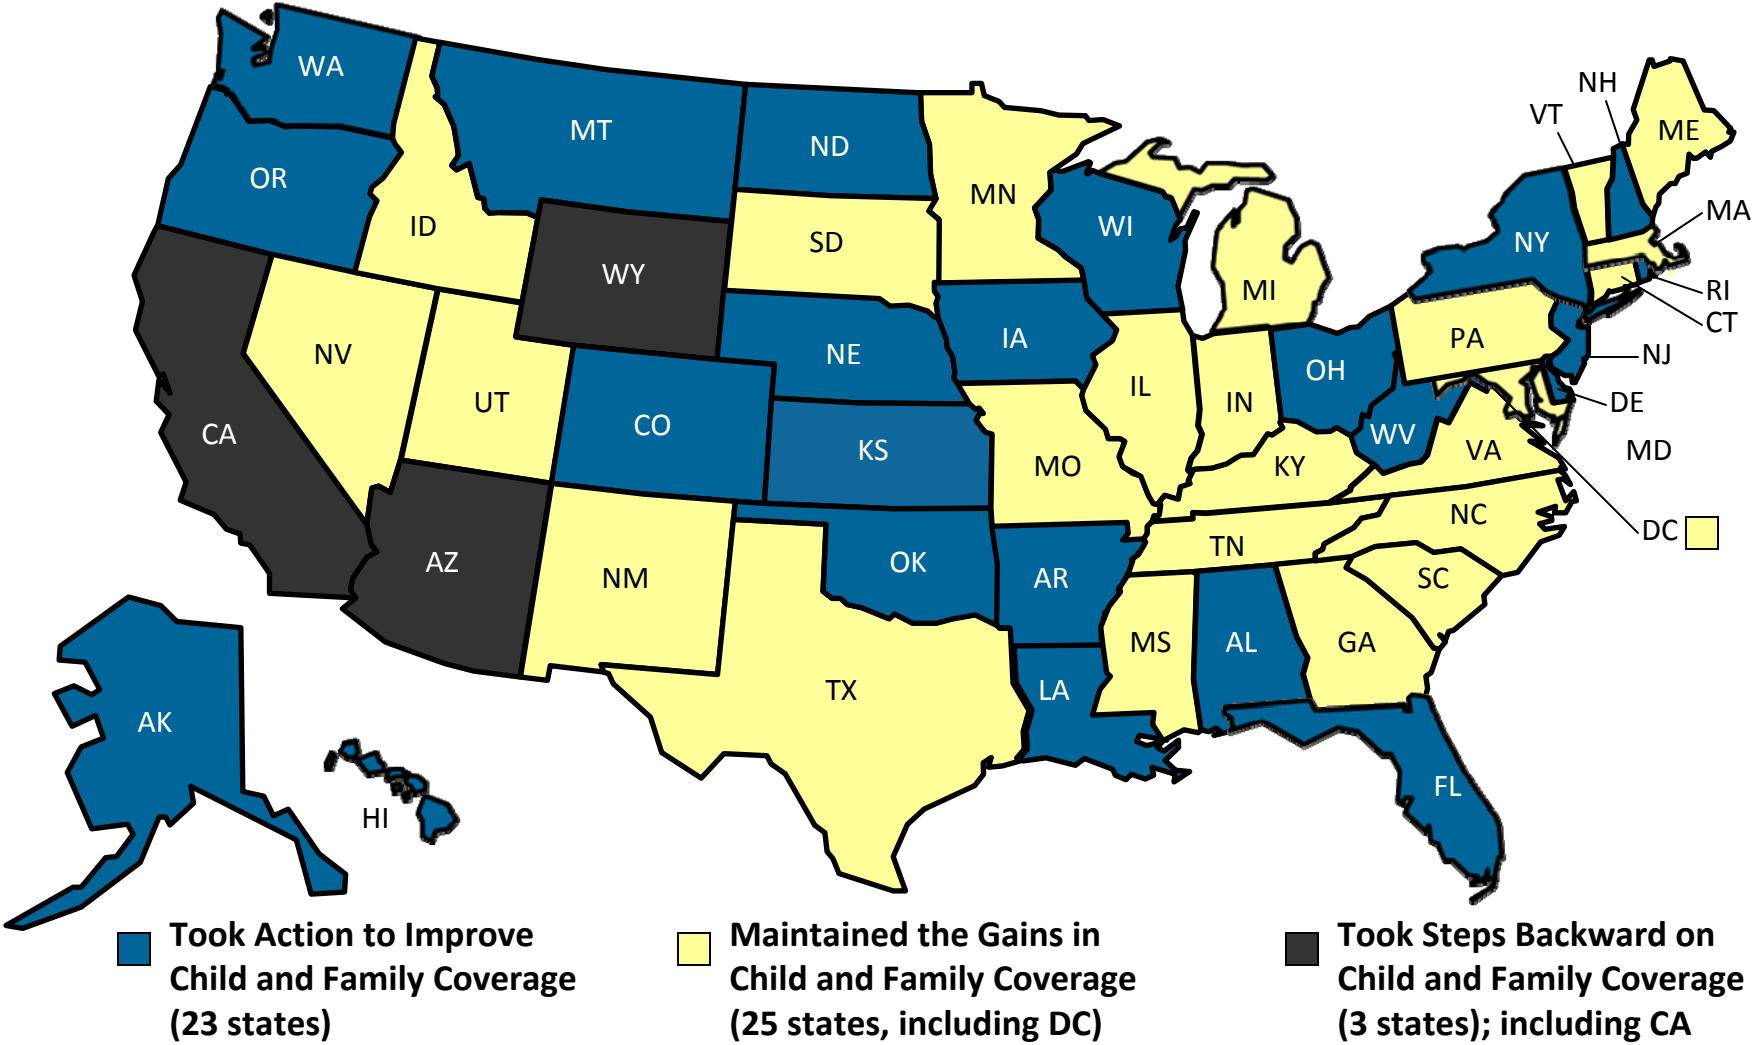 WA
MT
ND
MN
OR
ID
SD
WI
WY
MI
NH
VT
ME
MA
NY
RI
CT
NJ
PA
DE
MD
DC
NV
UT
CO
NE
IA
IL
IN
OH
WV
VA
KY
KS
MO
CA
AZ
NM
OK
AR
TN
NC
SC
MS
AL
GA
TX
LA
FL
AK
HI
Took Action to Improve
Child and Family Coverage
(23 states)
Maintained the Gains in
Child and Family Coverage
(25 states, including DC)
Took Steps Backward on
Child and Family Coverage
(3 states); including CA